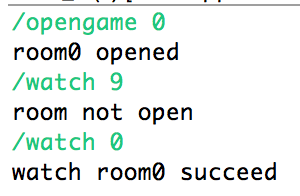 /opengame 0
room0 opened
/watch 9
room not open
/watch 0
watch room0 succeed